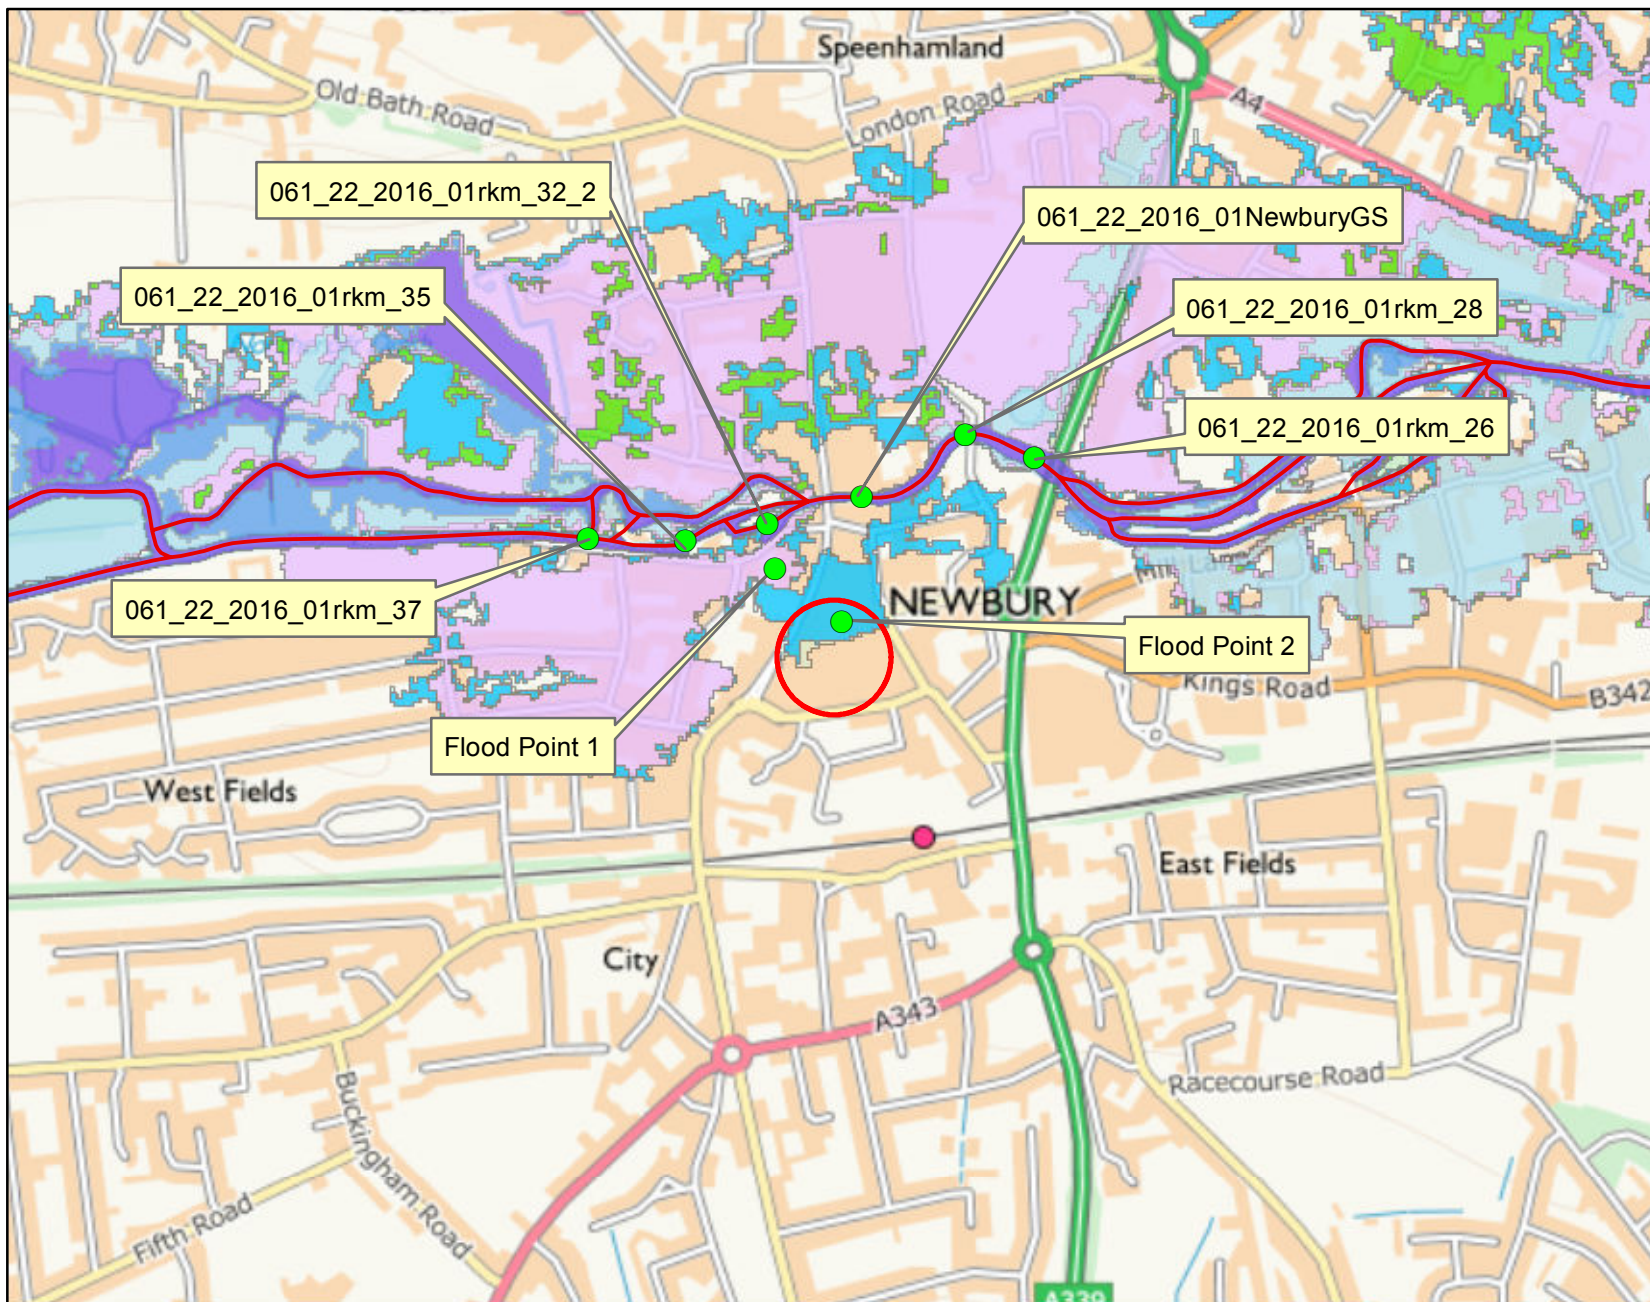 Speenhamland
Old Bath Road
London Road
A4
061_22_2016_01rkm_32_2
061_22_2016_01NewburyGS
061_22_2016_01rkm_35
061_22_2016_01rkm_28
061_22_2016_01rkm_26
061_22_2016_01rkm_37
NEWBURY
Flood Point 2
Kings Road
B342
Flood Point 1
West Fields
East Fields
City
A343
Racecourse Road
Buckingham Road
Fifth Road
A339